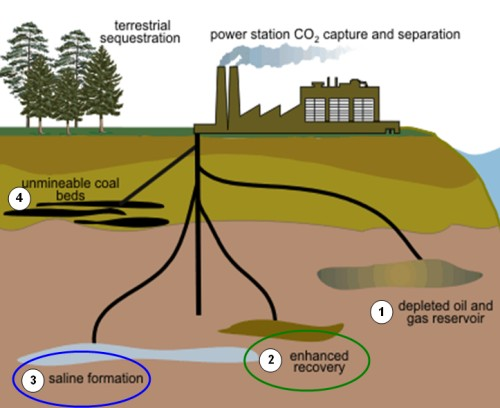 terrestrial
sequestration
power station CO₂ capture and separation
4
unmineable coal
beds
1
depleted oil and
gas reservoir
2
enhanced
recovery
3
saline formation